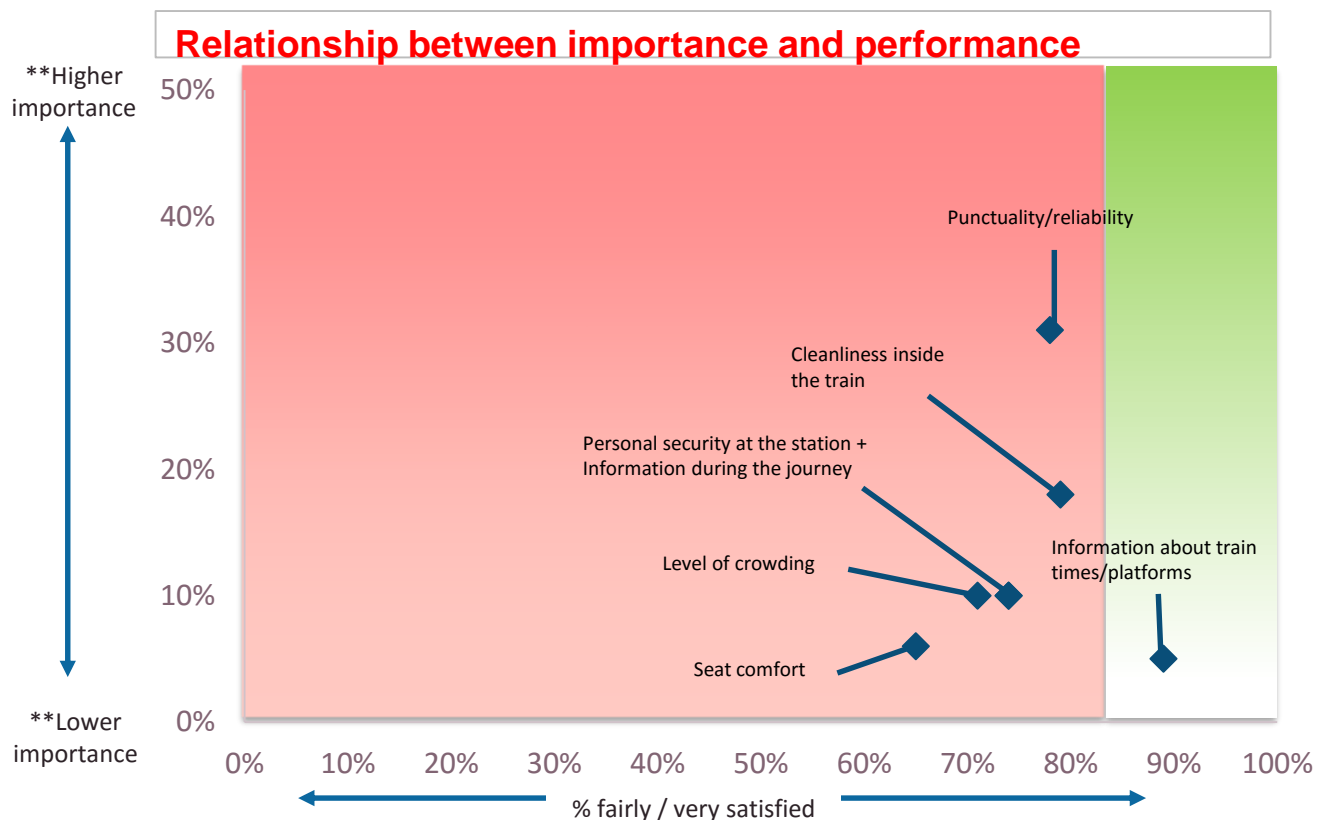 Relationship between importance and performance
**Higher
importance
50%
40%
30%
20%
10%
0%
**Lower
importance
Punctuality/reliability
Cleanliness inside
the train
Personal security at the station +
Information during the journey
Information about train
times/platforms
Level of crowding
Seat comfort
0% 10% 20% 30% 40% 50% 60% 70% 80% 90% 100%
% fairly / very satisfied